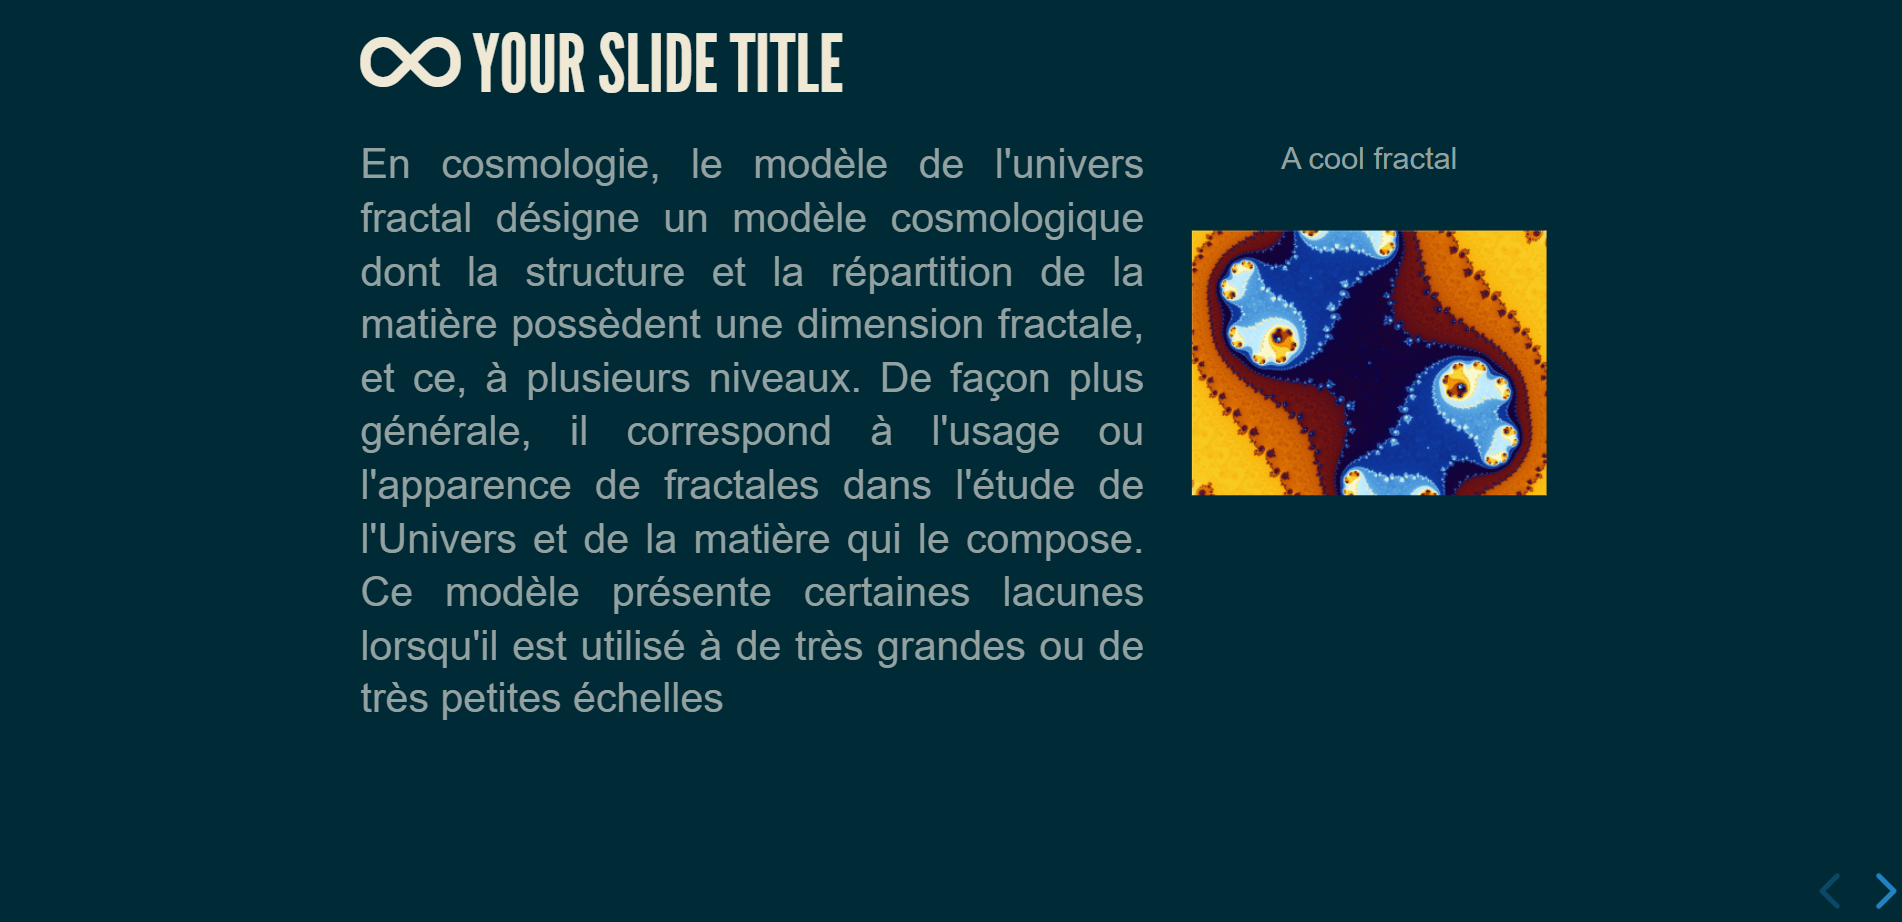 YOUR SLIDE TITLE
En cosmologie, le modèle de l'univers
fractal désigne un modèle cosmologique
dont la structure et la répartition de la
matière possèdent une dimension fractale,
et ce, à plusieurs niveaux. De façon plus
générale, il correspond à l'usage ou
l'apparence de fractales dans l'étude de
l'Univers et de la matière qui le compose.
Ce modèle présente certaines lacunes
lorsqu'il est utilisé à de très grandes ou de
très petites échelles
A cool fractal